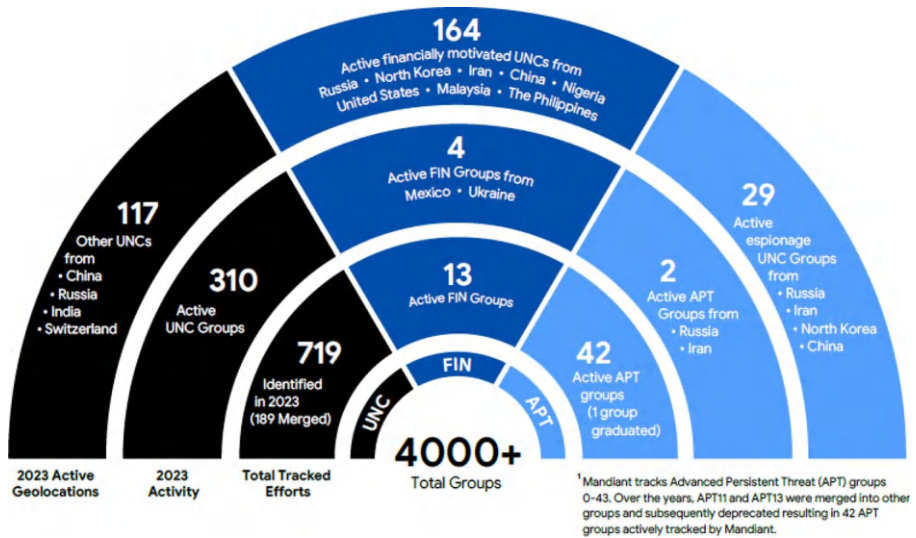 164
Active financially motivated UNCs from
Russia • North Korea • Iran • China • Nigeria
United States • Malaysia • The Philippines
4
Active FIN Groups from
Mexico • Ukraine
13
Active FIN Groups
FIN
117
Other UNCs
from
• China
• Russia
• India
• Switzerland
310
Active
UNC Groups
719
Identified
in 2023
(189 Merged)
UNC
29
Active
espionage
UNC Groups
from
• Russia
• Iran
• North Korea
• China
2
Active APT
Groups from
• Russia
• Iran
42
Active APT
groups
(1 group
graduated)
APT
4000+
Total Groups
2023 Active
Geolocations
2023
Activity
Total Tracked
Efforts
1 Mandiant tracks Advanced Persistent Threat (APT) groups
0-43. Over the years, APT11 and APT13 were merged into other
groups and subsequently deprecated resulting in 42 APT
groups actively tracked by Mandiant.